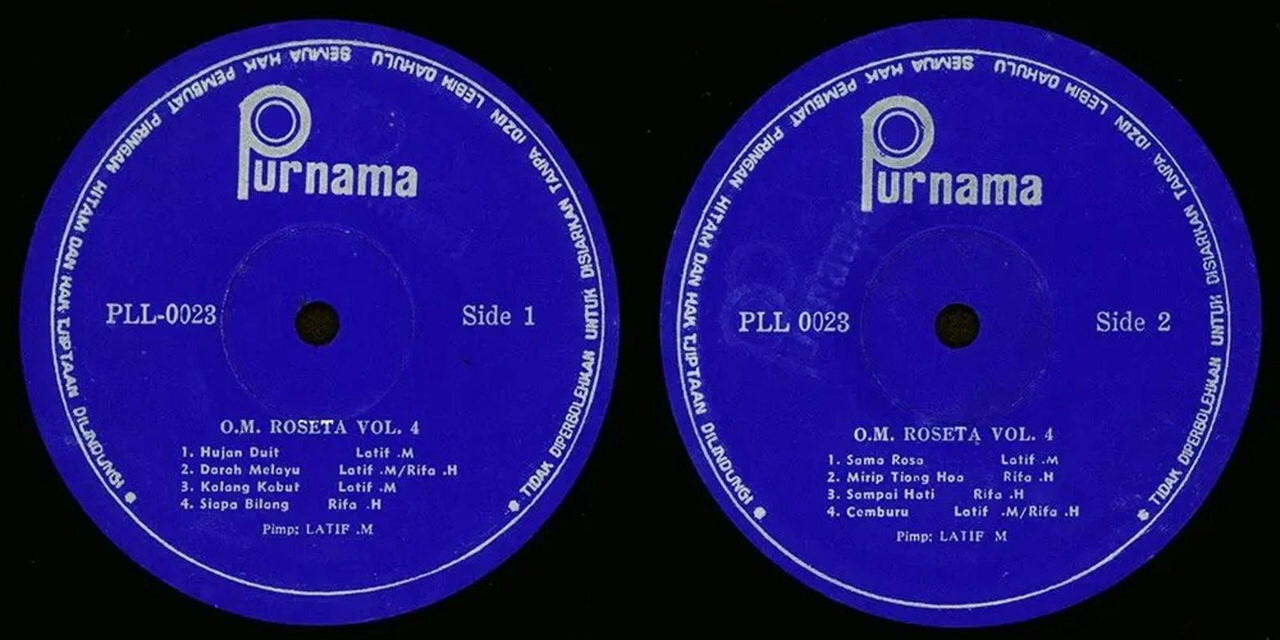 SEMUA HAK PEMBUAT PIRINGAN HITAM DAN HAK TJIPTAAN DILINDUNGI
TIDAK DIPERBOLEHKAN UNTUK DISIARKAN TANPA IDZIN LEBIH DAHULU
Purnama
PLL-0023 Side 1
O.M. ROSETA VOL. 4
1. Hujan Duit Latif .M
2. Darah Melayu Latif .M/Rifa .H
3. Kalang Kabut Latif .M
4. Siapa Bilang Rifa .H
Pimp: LATIF .M
SEMUA HAK PEMBUAT PIRINGAN HITAM DAN HAK TJIPTAAN DILINDUNGI
TIDAK DIPERBOLEHKAN UNTUK DISIARKAN TANPA IDZIN LEBIH DAHULU
Purnama
PLL 0023 Side 2
O.M. ROSETA VOL. 4
1. Sama Rasa Latif .M
2. Mirip Tiong Hoa Rifa .H
3. Sampai Hati Rifa .H
4. Cemburu Latif .M/Rifa .H
Pimp: LATIF M